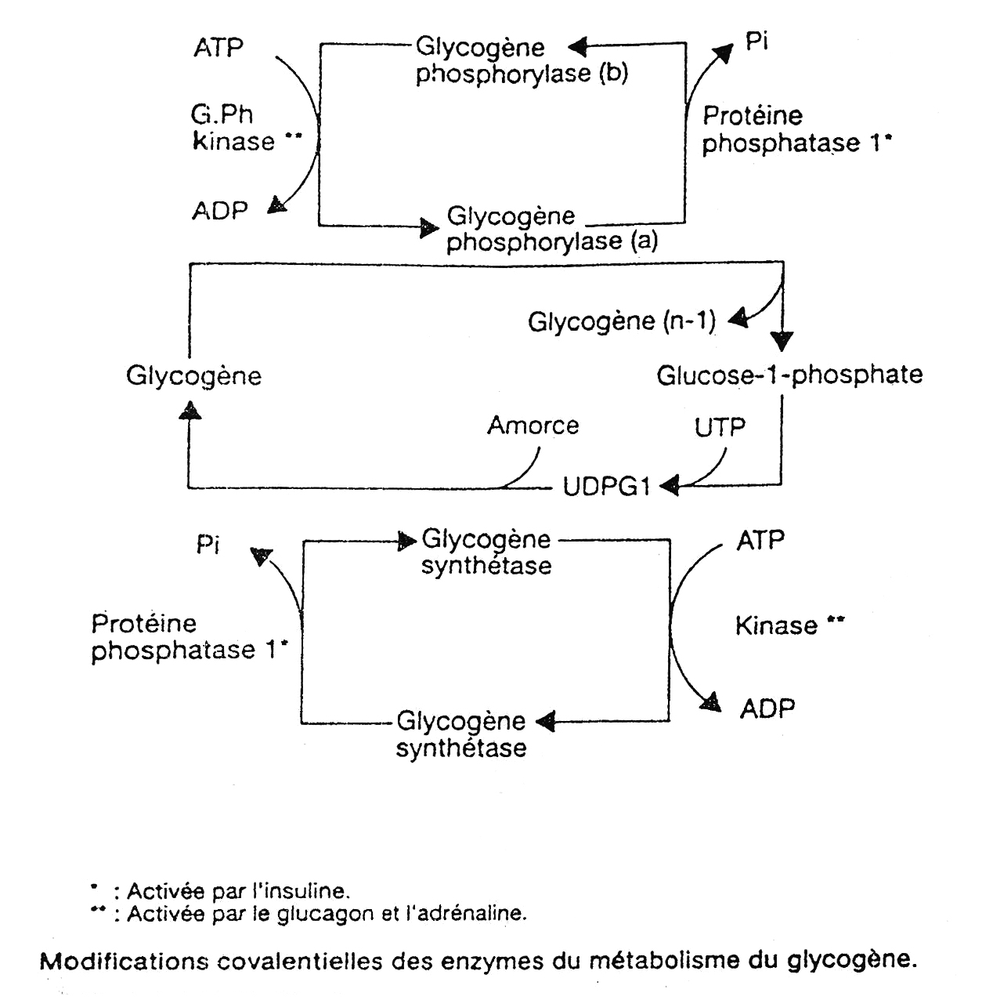 ATP
Glycogène
phosphorylase (b)
Pi
G.Ph
kinase **
Protéine
phosphatase 1*
ADP
Glycogène
phosphorylase (a)
Glycogène (n-1)
Glycogène
Glucose-1-phosphate
Amorce
UTP
UDPG1
Pi
Glycogène
synthétase
ATP
Protéine
phosphatase 1*
Kinase **
Glycogène
synthétase
ADP
* : Activée par l'insuline.
** : Activée par le glucagon et l'adrénaline.
Modifications covalentielles des enzymes du métabolisme du glycogène.